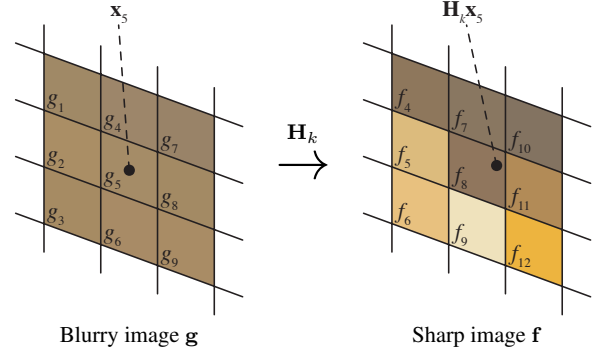 x₅ Hₖx₅
g₁ g₄ g₇
g₂ g₅ g₈
g₃ g₆ g₉
Hₖ
f₄ f₇ f₁₀
f₅ f₈ f₁₁
f₆ f₉ f₁₂
Blurry image g Sharp image f